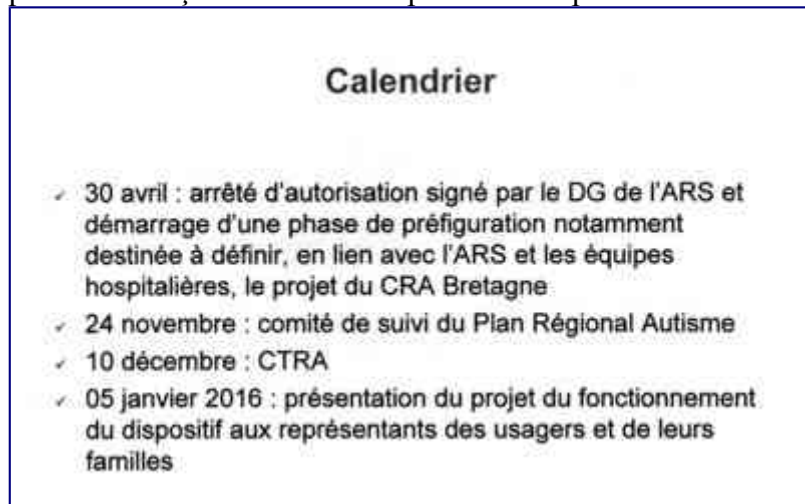 Calendrier
✓ 30 avril : arrêté d'autorisation signé par le DG de l'ARS et
démarrage d'une phase de préfiguration notamment
destinée à définir, en lien avec l'ARS et les équipes
hospitalières, le projet du CRA Bretagne
✓ 24 novembre : comité de suivi du Plan Régional Autisme
✓ 10 décembre : CTRA
✓ 05 janvier 2016 : présentation du projet du fonctionnement
du dispositif aux représentants des usagers et de leurs
familles